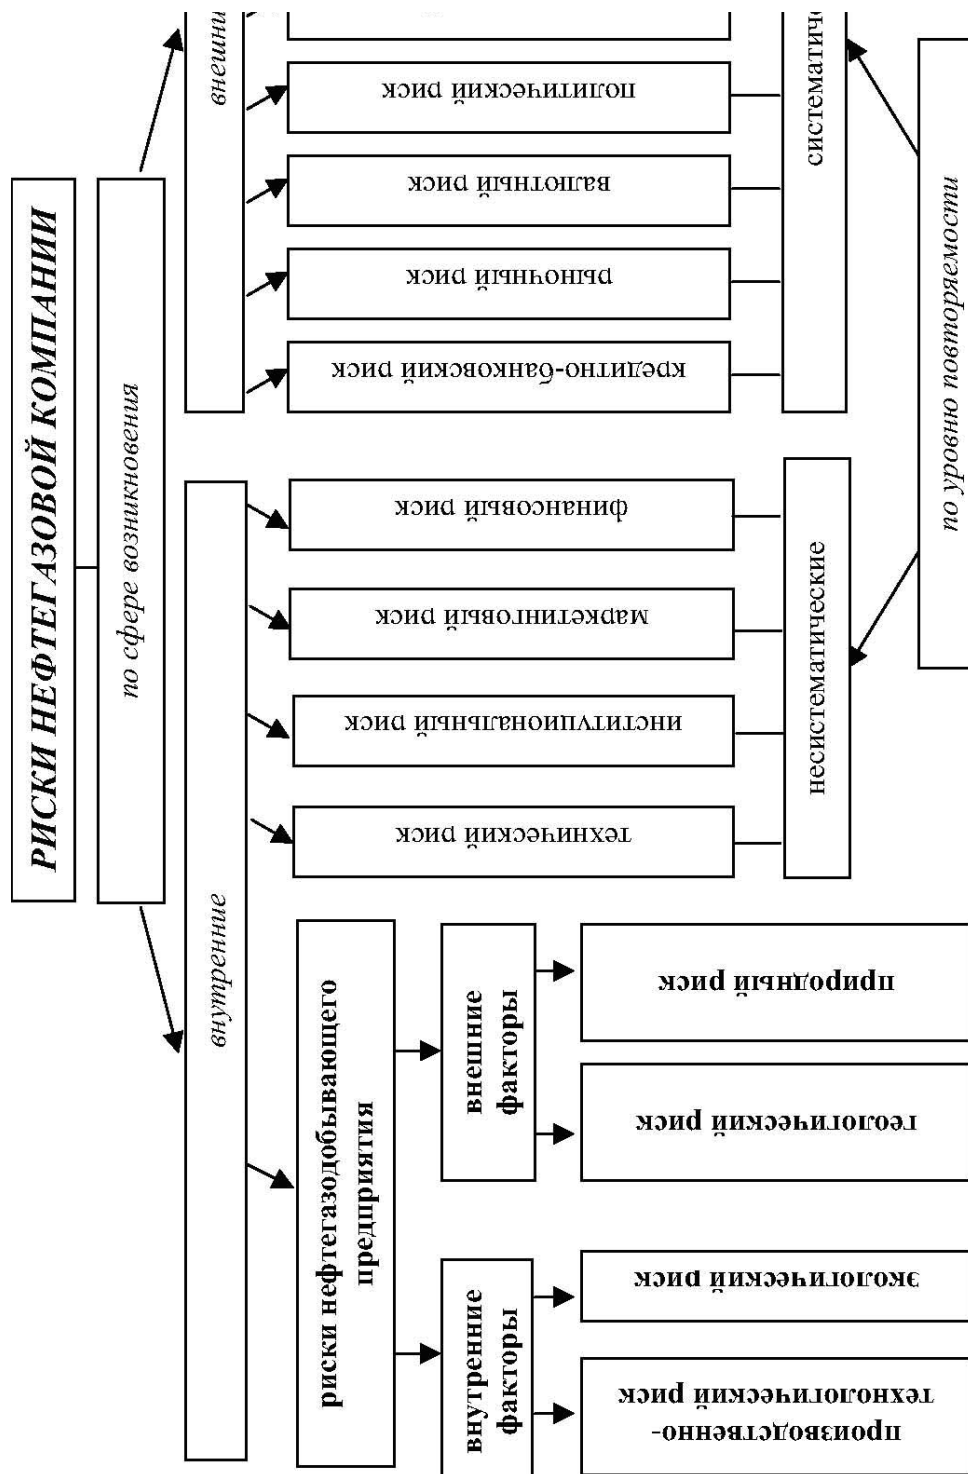 РИСКИ НЕФТЕГАЗОВОЙ КОМПАНИИ
по сфере возникновения
внутренние
внешни
риски нефтегазодобывающего
предприятия
технический риск
институциональный риск
маркетинговый риск
финансовый риск
кредитно-банковский риск
рыночный риск
валютный риск
политический риск
внутренние
факторы
внешние
факторы
производственно-
технологический риск
экологический риск
геологический риск
природный риск
несистематические
системати́че
по уровню повторяемости